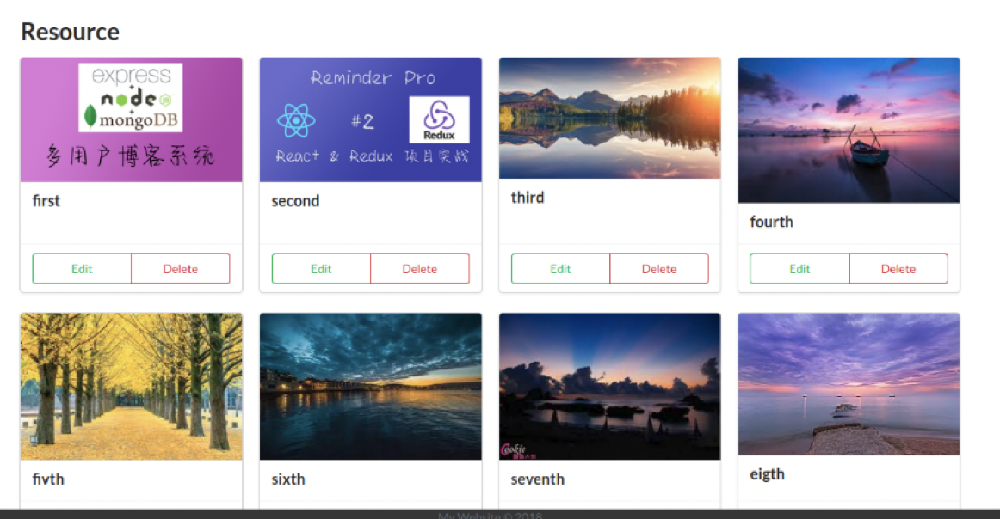 Resource
express
+
node
+
mongoDB
多用户博客系统
Reminder Pro
#2
Redux
React & Redux 项目实战
first
second
third
fourth
Edit Delete Edit Delete Edit Delete Edit Delete
Cookie
fivth
sixth
seventh
eigth
My Website © 2018